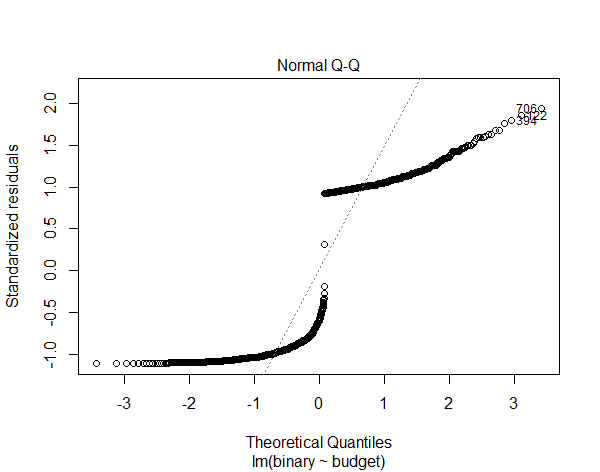 Normal Q-Q
Standardized residuals
2.0
1.5
1.0
0.5
0.0
-0.5
-1.0
706
122
394
-3 -2 -1 0 1 2 3
Theoretical Quantiles
lm(binary ~ budget)